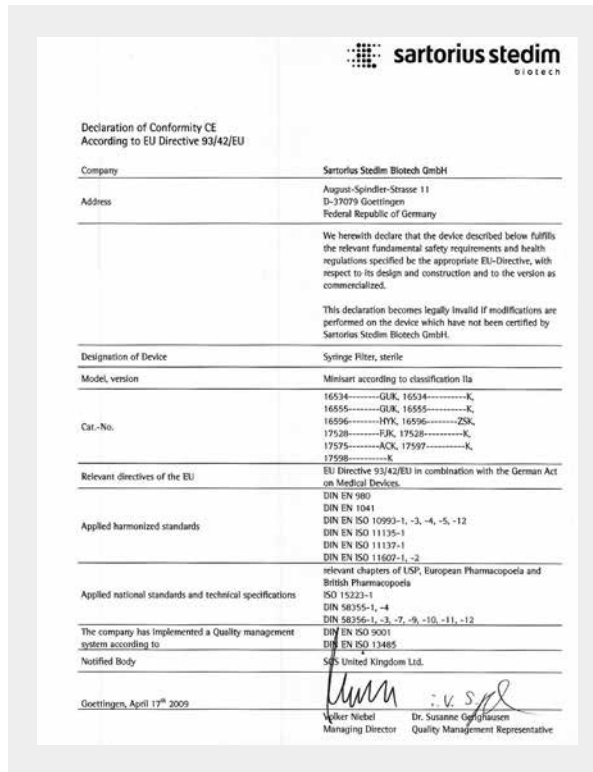 sartorius stedim
biotech
Declaration of Conformity CE
According to EU Directive 93/42/EU
Company
Sartorius Stedim Biotech GmbH
Address
August-Spindler-Strasse 11
D-37079 Goettingen
Federal Republic of Germany
We herewith declare that the device described below fulfills
the relevant fundamental safety requirements and health
regulations specified be the appropriate EU-Directive, with
respect to its design and construction and to the version as
commercialized.
This declaration becomes legally invalid if modifications are
performed on the device which have not been certified by
Sartorius Stedim Biotech GmbH.
Designation of Device
Syringe Filter, sterile
Model, version
Minisart according to classification IIa
Cat.-No.
16534--------GUK, 16534----------K,
16555--------GUK, 16555----------K,
16596--------HYK, 16596--------ZSK,
17528--------FJK, 17528----------K,
17575--------ACK, 17597----------K,
17598----------K
Relevant directives of the EU
EU Directive 93/42/EU in combination with the German Act
on Medical Devices.
Applied harmonized standards
DIN EN 980
DIN EN 1041
DIN EN ISO 10993-1, -3, -4, -5, -12
DIN EN ISO 11135-1
DIN EN ISO 11137-1
DIN EN ISO 11607-1, -2
Applied national standards and technical specifications
relevant chapters of USP, European Pharmacopoela and
British Pharmacopoela
ISO 15223-1
DIN 58355-1, -4
DIN 58356-1, -3, -7, -9, -10, -11, -12
The company has implemented a Quality management
system according to
DIN EN ISO 9001
DIN EN ISO 13485
Notified Body
SGS United Kingdom Ltd.
Goettingen, April 17th 2009
Volker Niebel
Managing Director
Dr. Susanne Gerighausen
Quality Management Representative